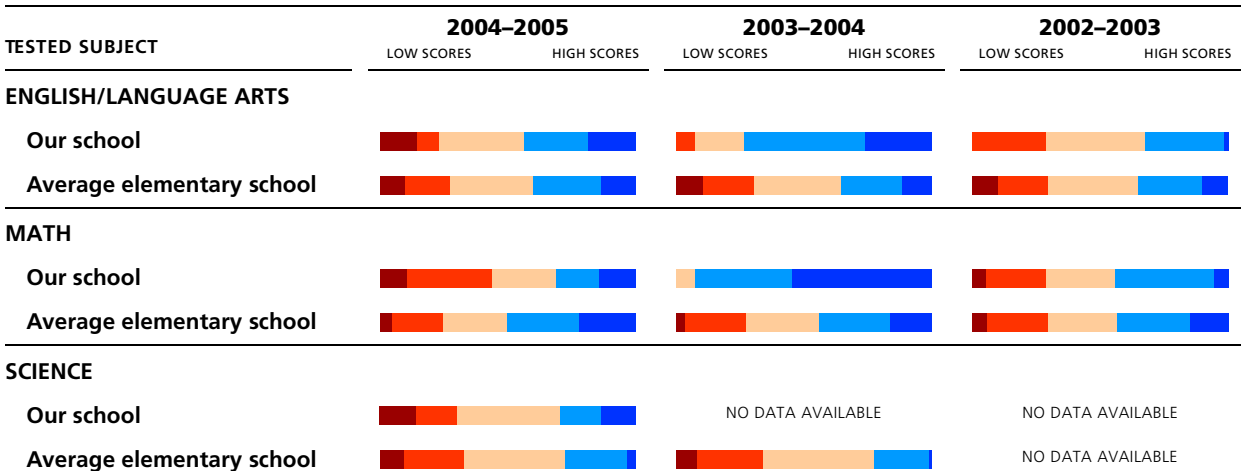 2004–2005 2003–2004 2002–2003
TESTED SUBJECT LOW SCORES HIGH SCORES LOW SCORES HIGH SCORES LOW SCORES HIGH SCORES
ENGLISH/LANGUAGE ARTS
Our school
Average elementary school
MATH
Our school
Average elementary school
SCIENCE
Our school NO DATA AVAILABLE NO DATA AVAILABLE
Average elementary school NO DATA AVAILABLE